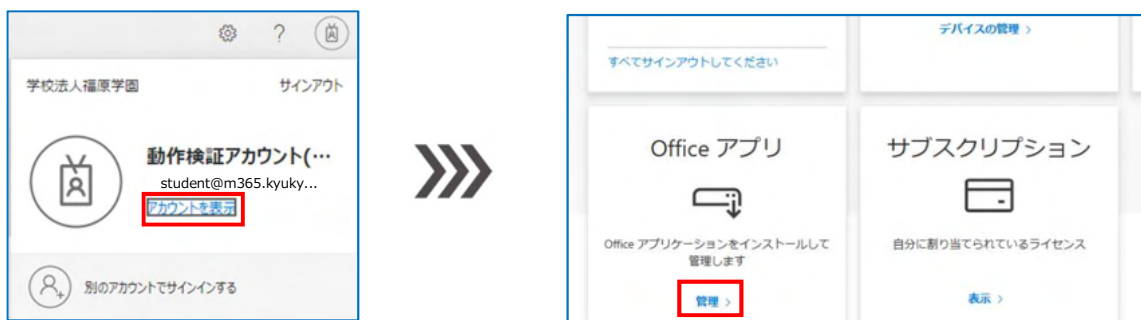 ?
学校法人福原学園
サインアウト
動作検証アカウント(…
student@m365.kyuky...
アカウントを表示
別のアカウントでサインインする
すべてサインアウトしてください
デバイスの管理 >
Office アプリ
Office アプリケーションをインストールして
管理します
管理 >
サブスクリプション
自分に割り当てられているライセンス
表示 >